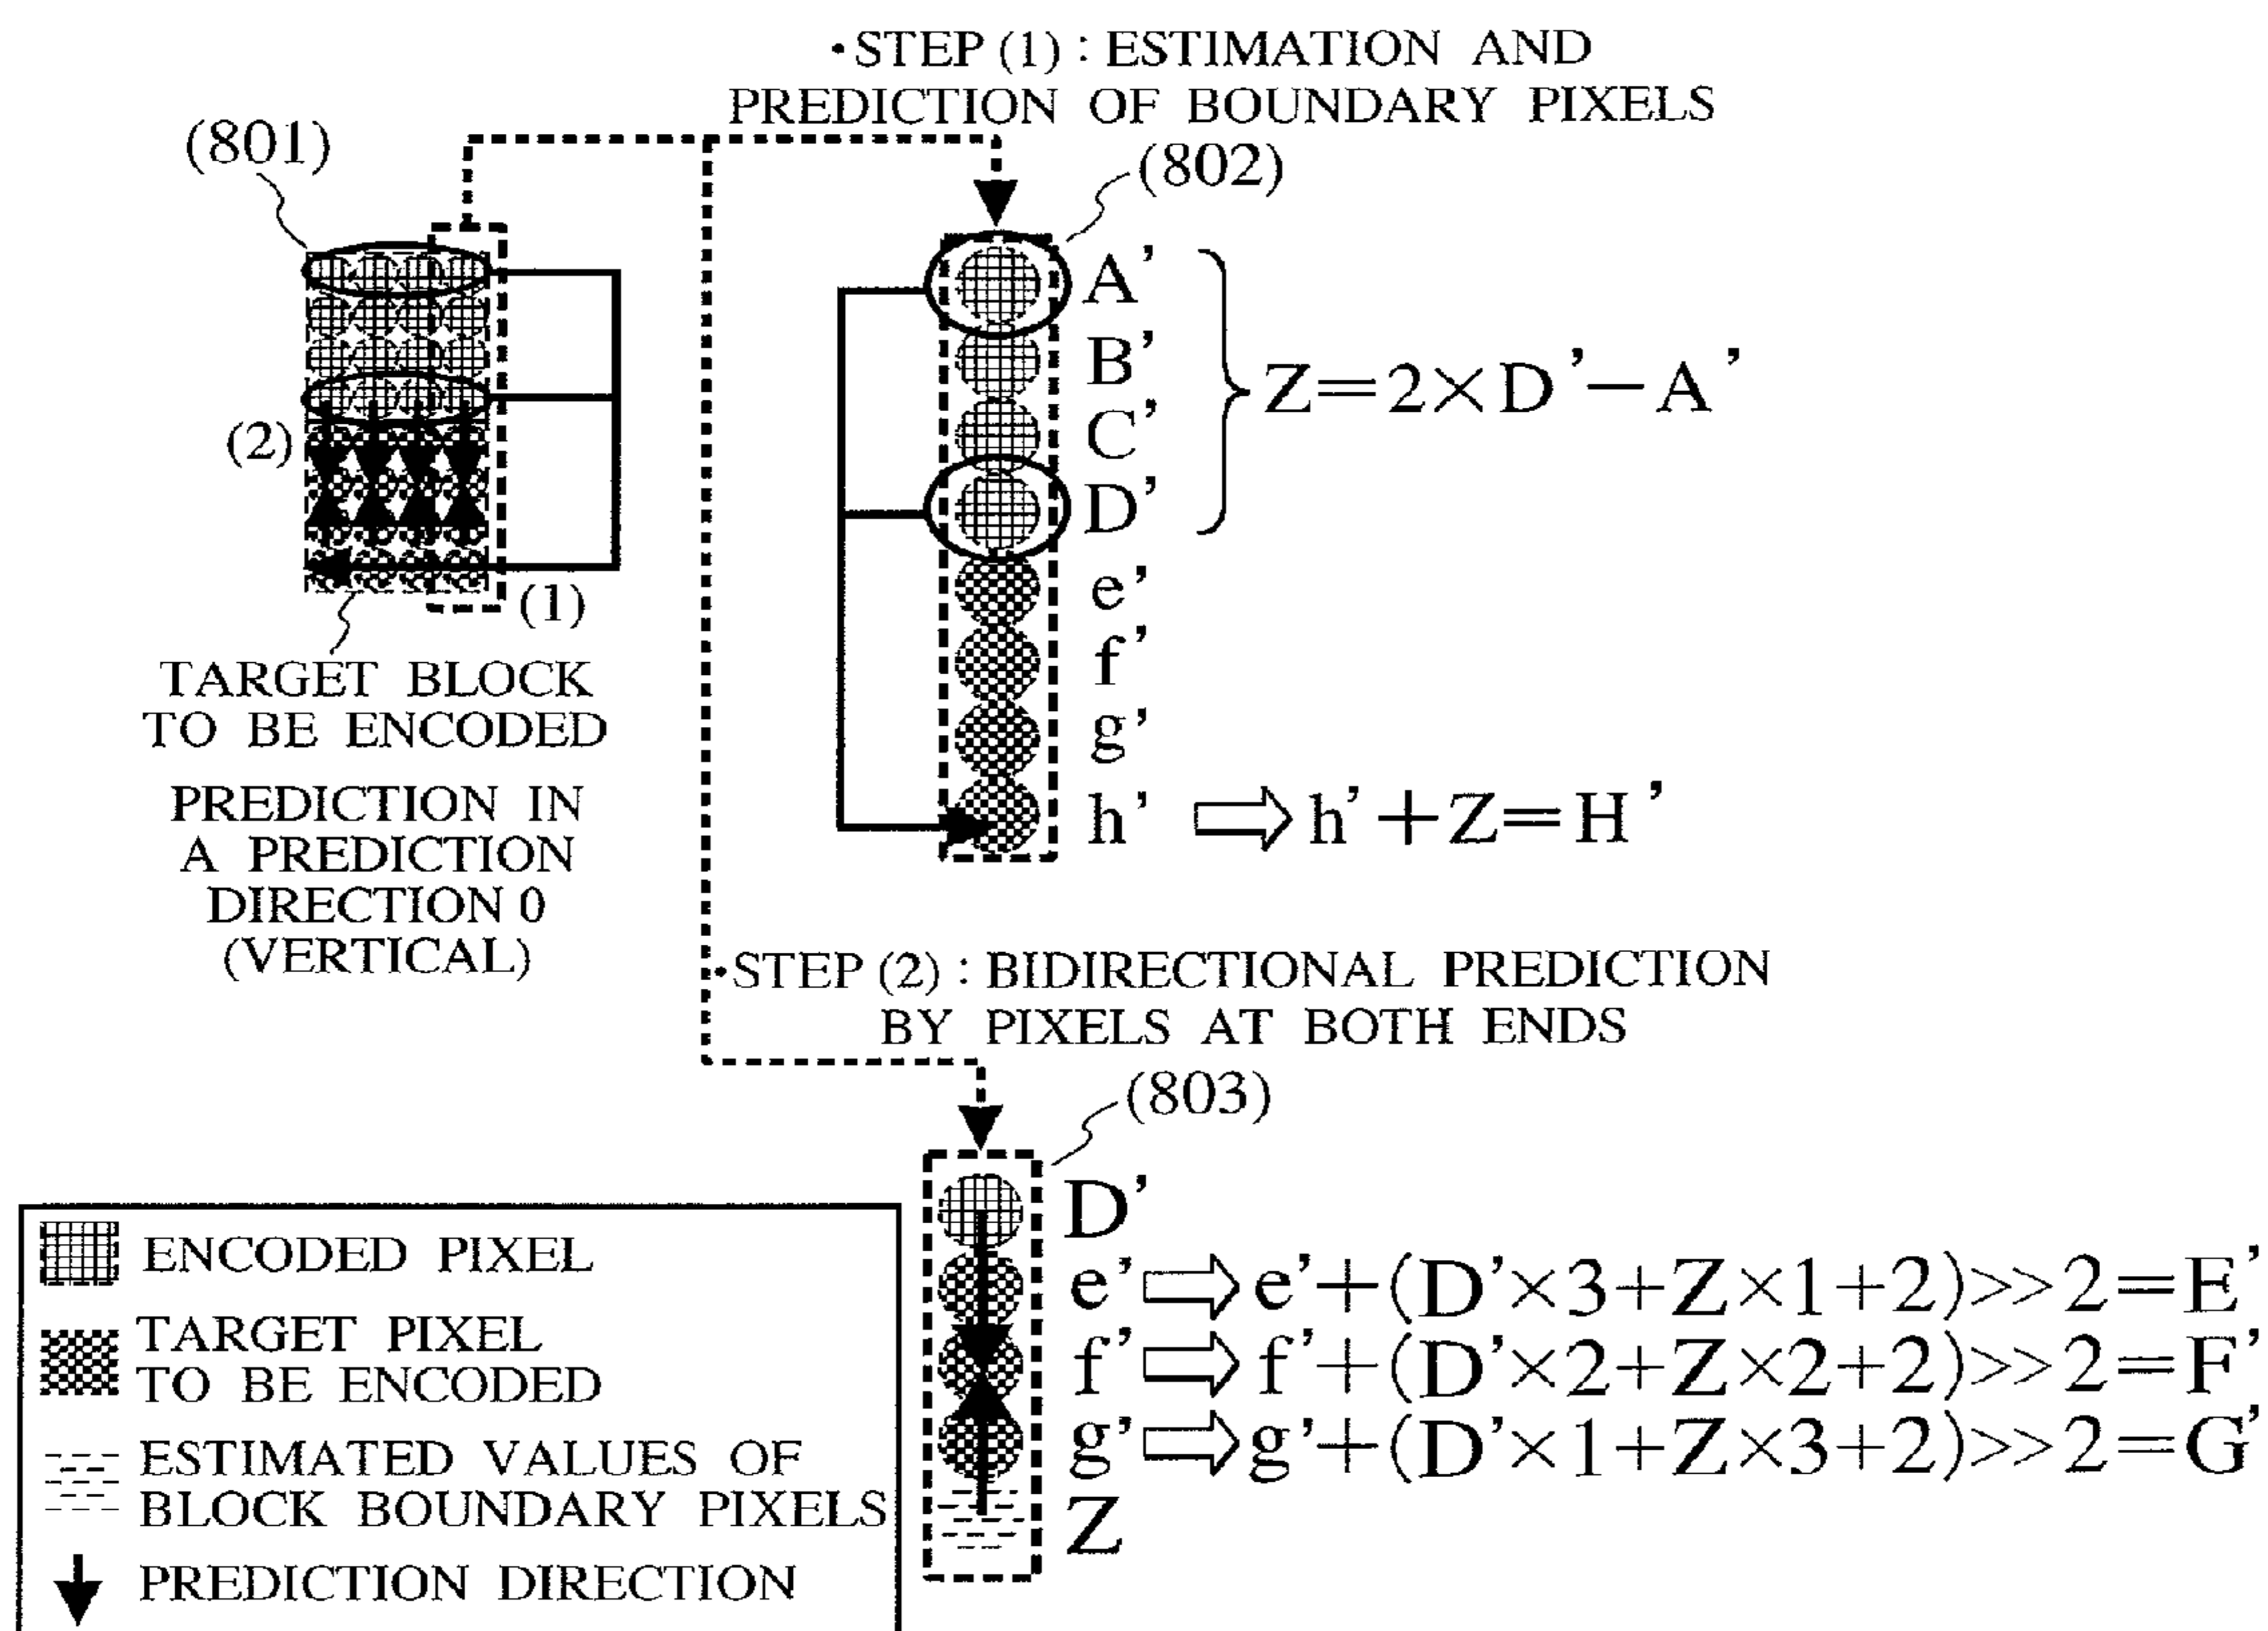 •STEP (1) : ESTIMATION AND
PREDICTION OF BOUNDARY PIXELS
(801)
(802)
A'
B'
C'
D'
Z=2×D'−A'
e'
f'
g'
h' ⇨ h'+Z=H'
(2)
(1)
TARGET BLOCK
TO BE ENCODED
PREDICTION IN
A PREDICTION
DIRECTION 0
(VERTICAL)
•STEP (2) : BIDIRECTIONAL PREDICTION
BY PIXELS AT BOTH ENDS
(803)
D'
e' ⇨ e'+(D'×3+Z×1+2)>>2=E'
f' ⇨ f'+(D'×2+Z×2+2)>>2=F'
g' ⇨ g'+(D'×1+Z×3+2)>>2=G'
Z
ENCODED PIXEL
TARGET PIXEL
TO BE ENCODED
ESTIMATED VALUES OF
BLOCK BOUNDARY PIXELS
PREDICTION DIRECTION